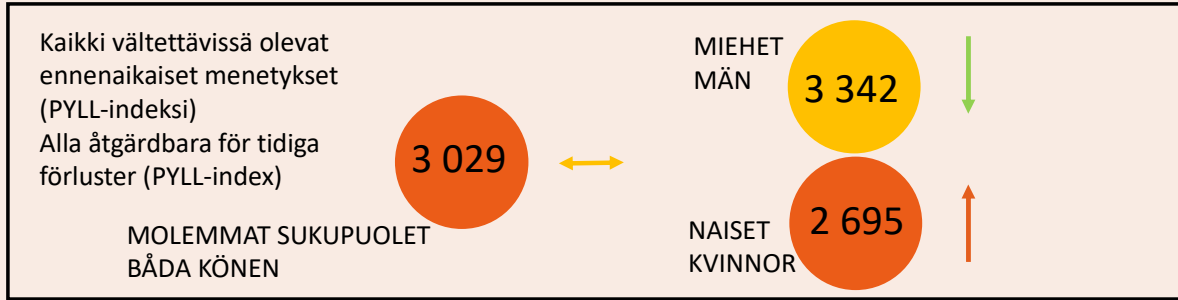 Kaikki vältettävissä olevat
ennenaikaiset menetykset
(PYLL-indeksi)
Alla åtgärdbara för tidiga
förluster (PYLL-index)
3 029
MOLEMMAT SUKUPUOLET
BÅDA KÖNEN
MIEHET
MÄN
3 342
NAISET
KVINNOR
2 695